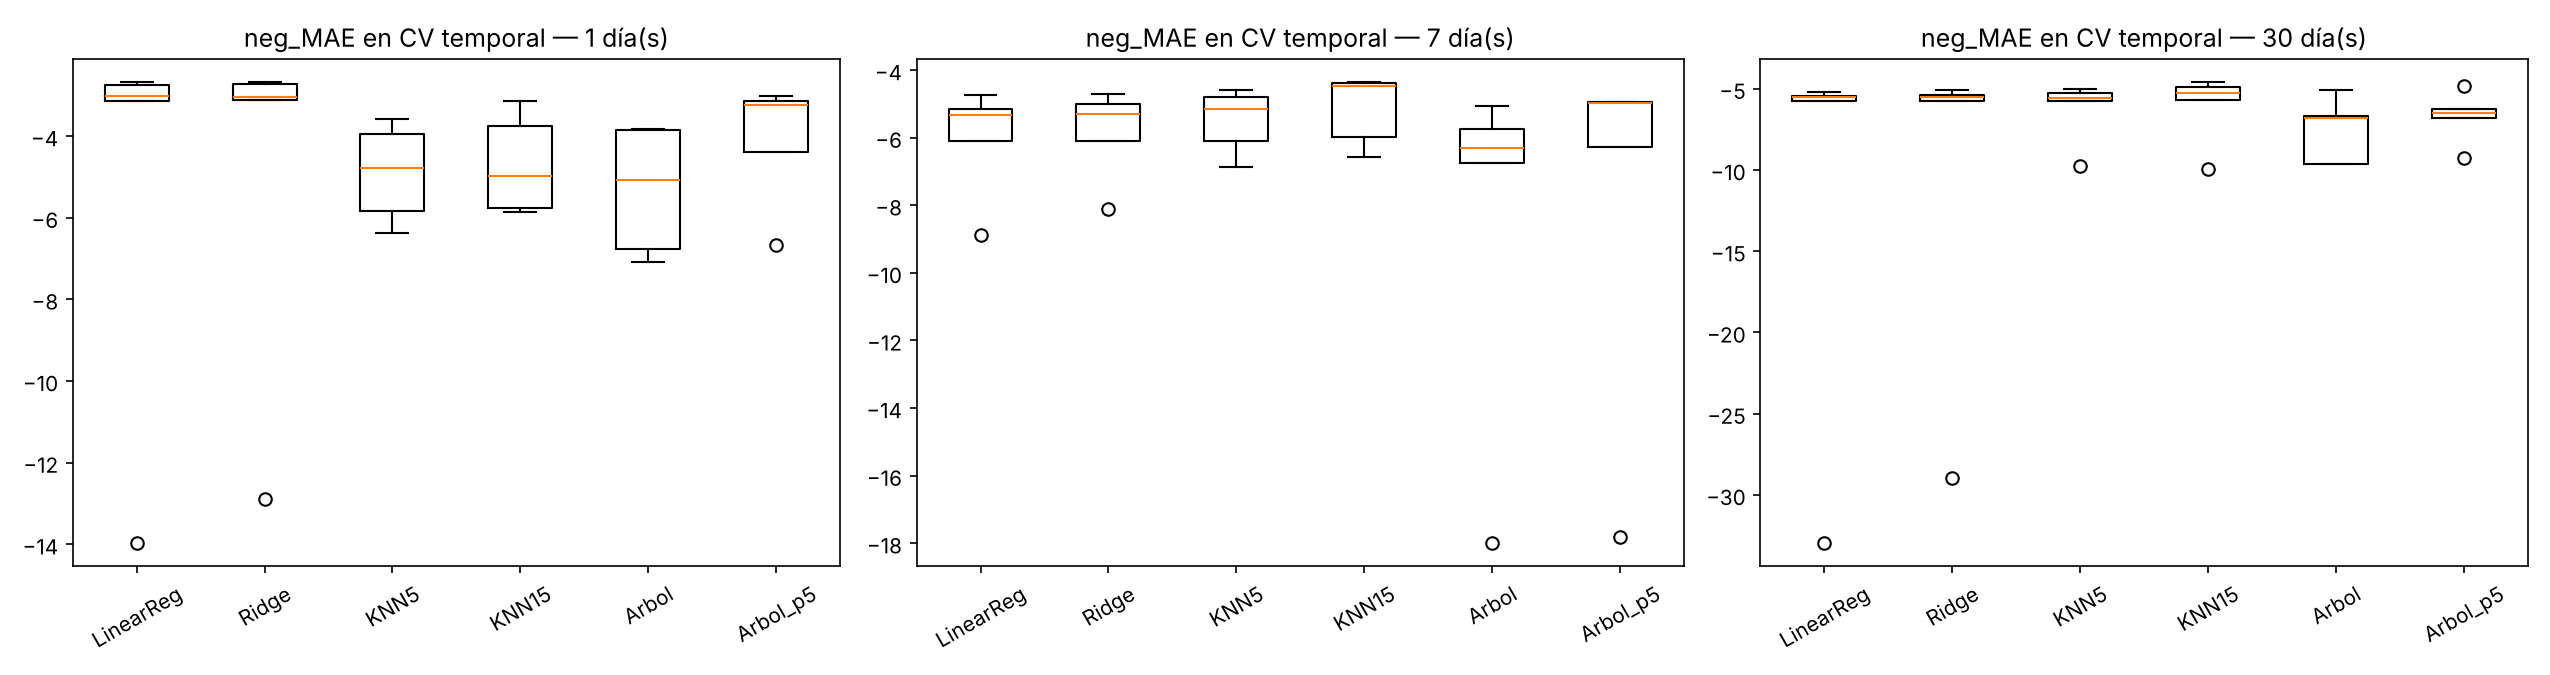 neg_MAE en CV temporal — 1 día(s)
−4
−6
−8
−10
−12
−14
LinearReg
Ridge
KNN5
KNN15
Arbol
Arbol_p5
neg_MAE en CV temporal — 7 día(s)
−4
−6
−8
−10
−12
−14
−16
−18
LinearReg
Ridge
KNN5
KNN15
Arbol
Arbol_p5
neg_MAE en CV temporal — 30 día(s)
−5
−10
−15
−20
−25
−30
LinearReg
Ridge
KNN5
KNN15
Arbol
Arbol_p5